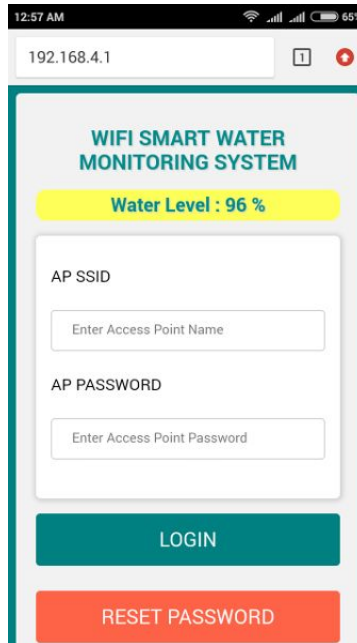 12:57 AM 65%
192.168.4.1 1
WIFI SMART WATER
MONITORING SYSTEM
Water Level : 96 %
AP SSID
Enter Access Point Name
AP PASSWORD
Enter Access Point Password
LOGIN
RESET PASSWORD